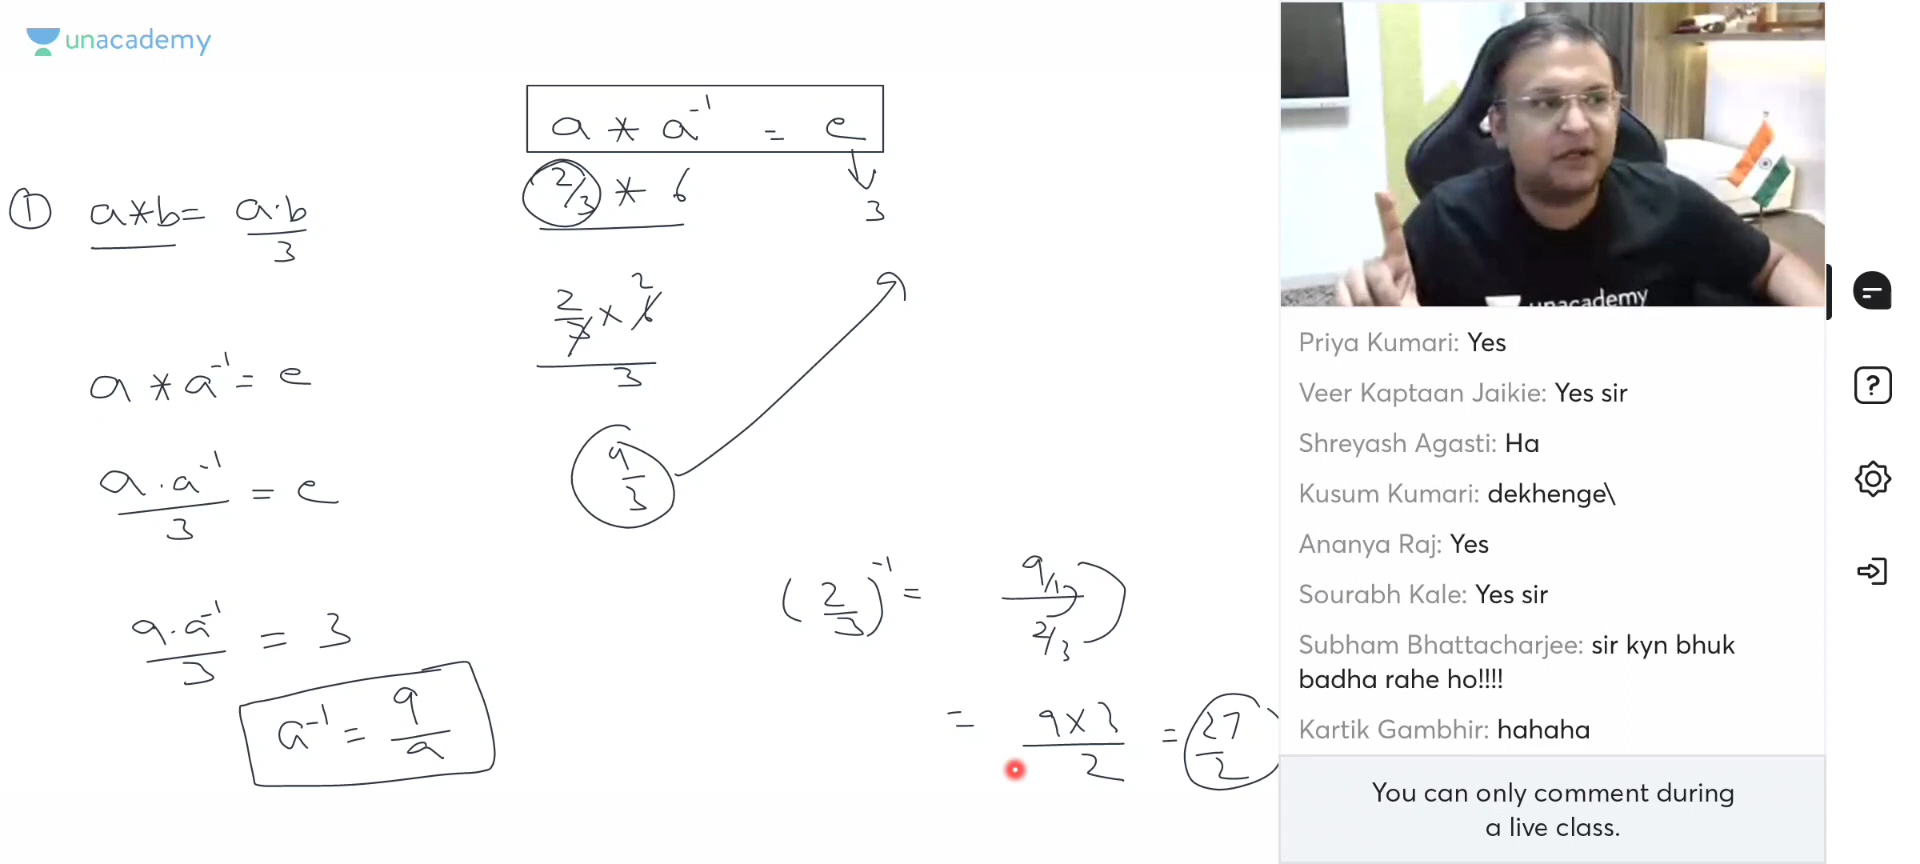 unacademy
a * a⁻¹ = e
3
2/3 * 6
① a*b = a·b/3
2/3 × 6 2
3
a * a⁻¹ = e
a·a⁻¹/3 = e
9/3
a·a⁻¹/3 = 3
a⁻¹ = 9/a
(2/3)⁻¹ =
2/3
= 9×3/2 = 27/2
unacademy
Priya Kumari: Yes
Veer Kaptaan Jaikie: Yes sir
Shreyash Agasti: Ha
Kusum Kumari: dekhenge\
Ananya Raj: Yes
Sourabh Kale: Yes sir
Subham Bhattacharjee: sir kyn bhuk
badha rahe ho!!!!
Kartik Gambhir: hahaha
You can only comment during
a live class.
?